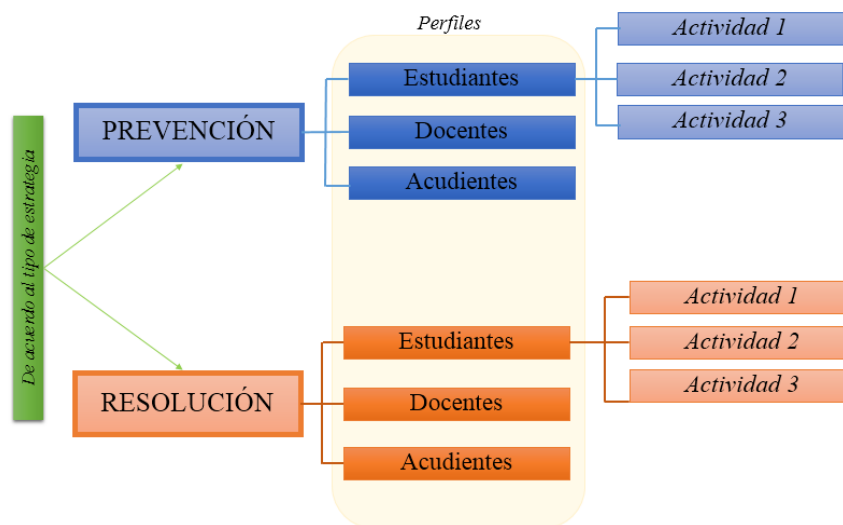 Perfiles
De acuerdo al tipo de estrategia
PREVENCIÓN
Estudiantes
Docentes
Acudientes
Actividad 1
Actividad 2
Actividad 3
RESOLUCIÓN
Estudiantes
Docentes
Acudientes
Actividad 1
Actividad 2
Actividad 3